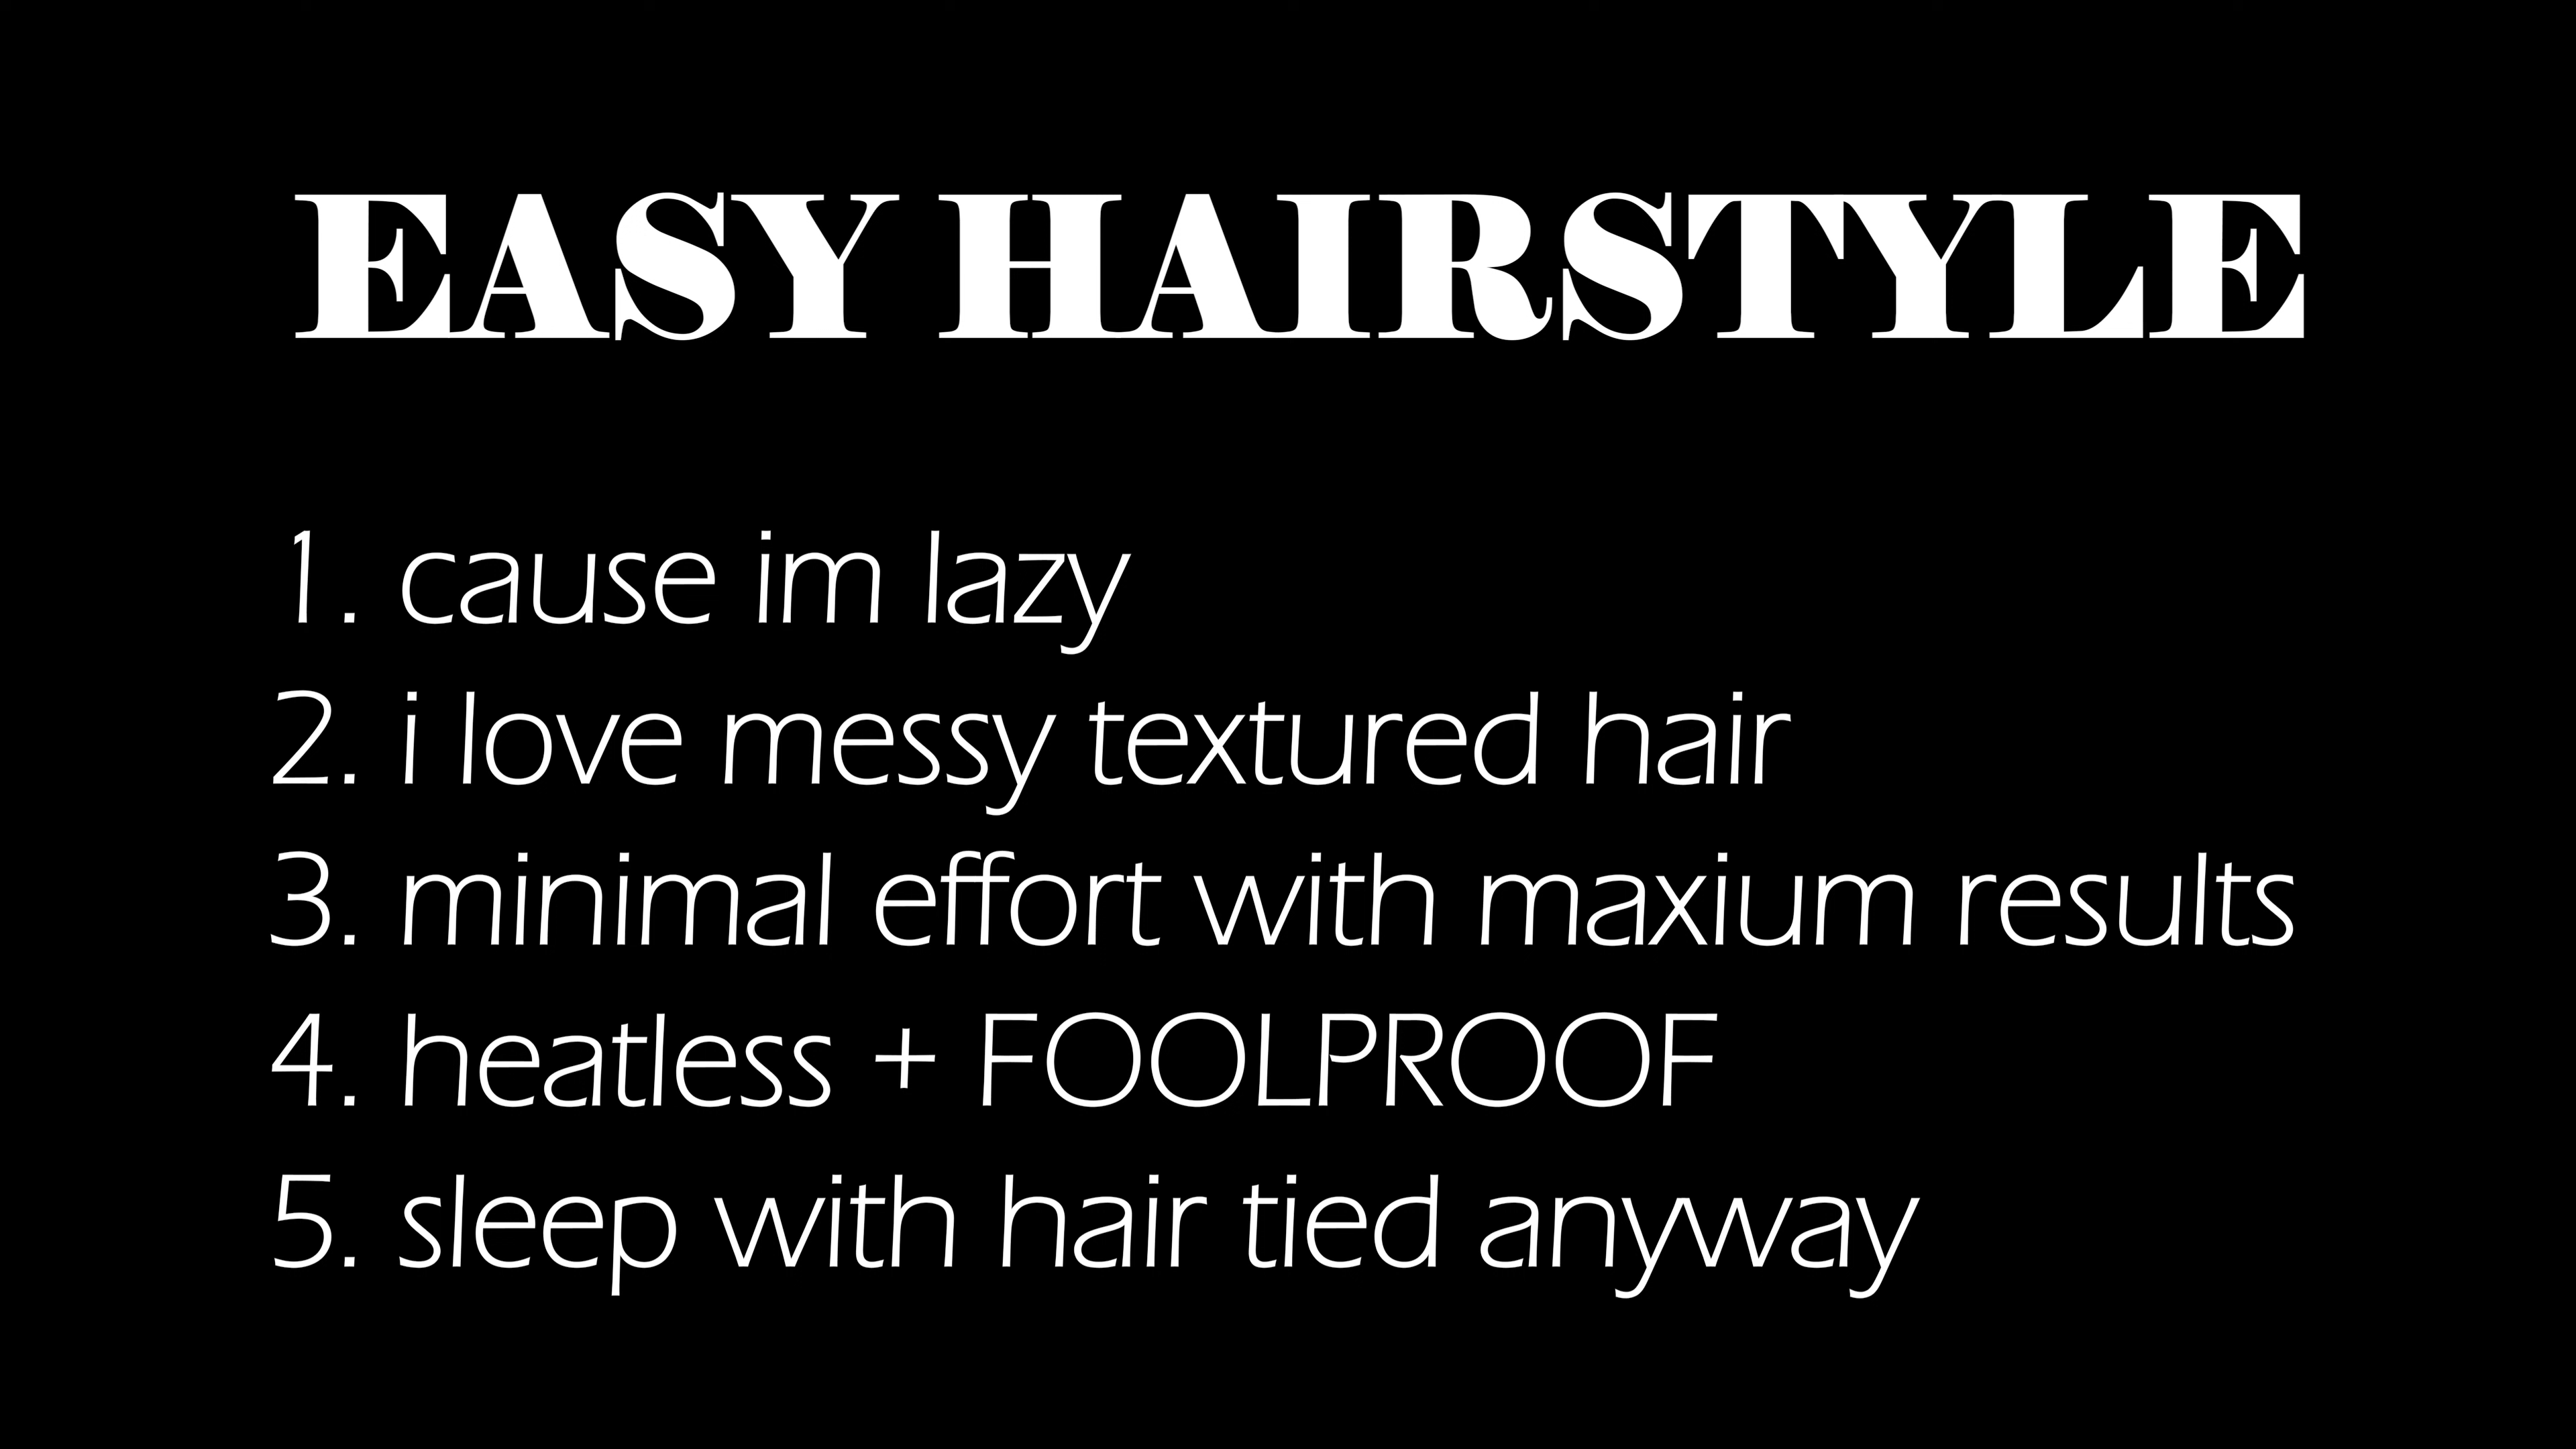 EASY HAIRSTYLE
1. cause im lazy
2. i love messy textured hair
3. minimal effort with maxium results
4. heatless + FOOLPROOF
5. sleep with hair tied anyway